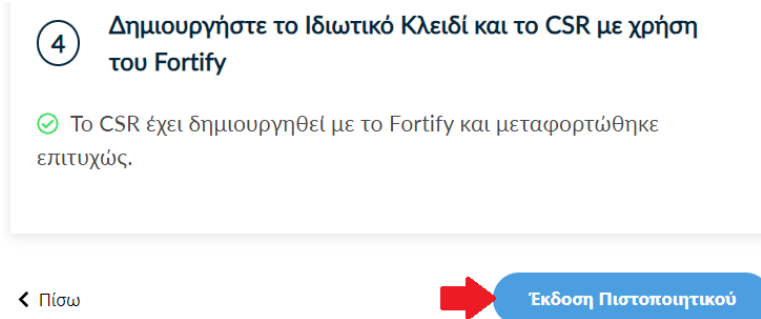 4
Δημιουργήστε το Ιδιωτικό Κλειδί και το CSR με χρήση
του Fortify
Το CSR έχει δημιουργηθεί με το Fortify και μεταφορτώθηκε
επιτυχώς.
Πίσω
Έκδοση Πιστοποιητικού